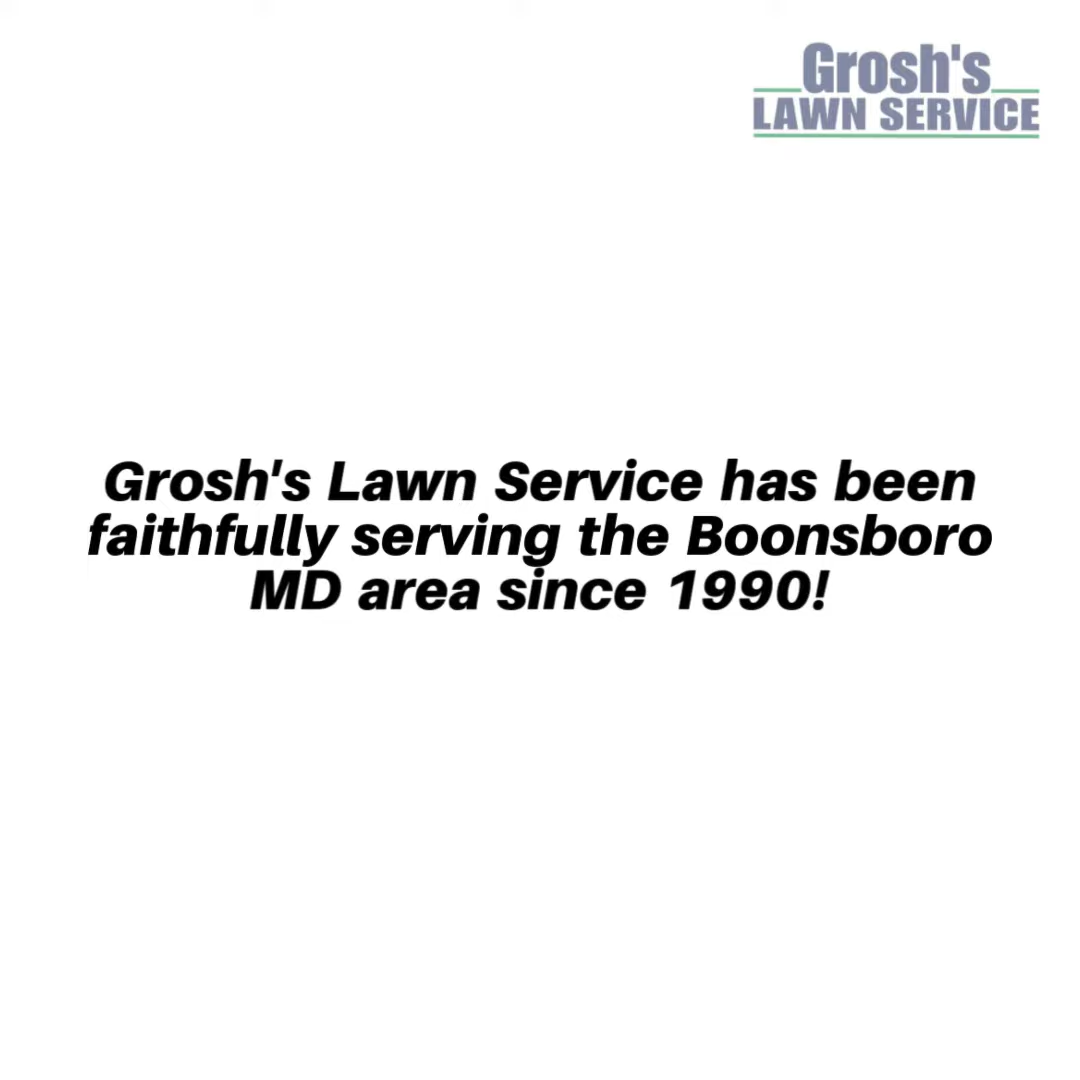 Grosh's
LAWN SERVICE
Grosh's Lawn Service has been
faithfully serving the Boonsboro
MD area since 1990!